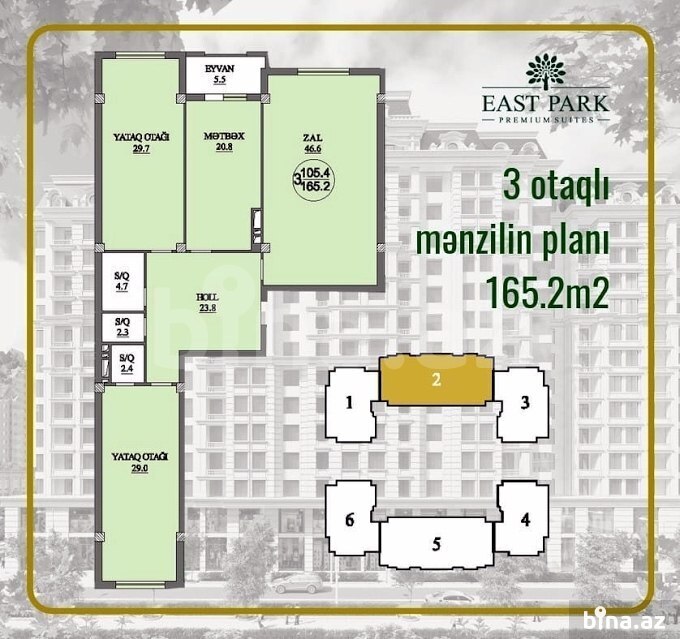 EYVAN
5.5
EAST PARK
PREMIUM SUITES
YATAQ OTAĞI
29.7
MƏTBƏX
20.8
ZAL
46.6
3 105.4
165.2
3 otaqlı
mənzilin planı
165.2m2
S/Q
4.7
HOLL
23.8
S/Q
2.3
S/Q
2.4
YATAQ OTAĞI
29.0
1
2
3
6
5
4
bina.az
bina.az